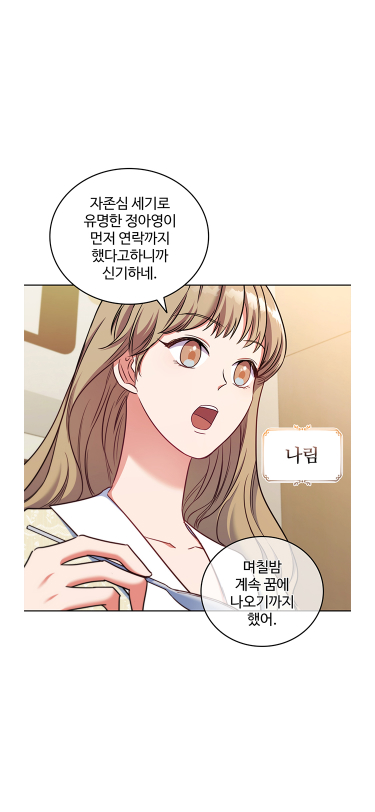 자존심 세기로
유명한 정아영이
먼저 연락까지
했다고하니까
신기하네.
나림
며칠밤
계속 꿈에
나오기까지
했어.